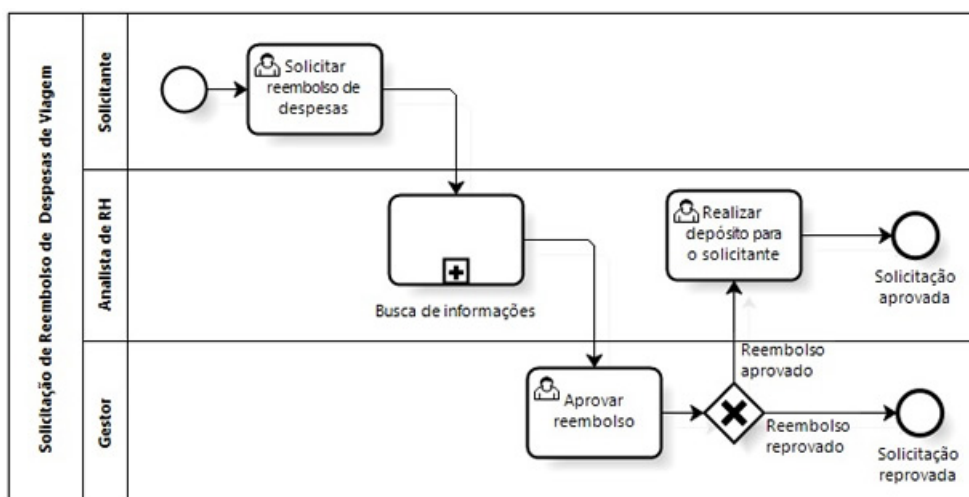 Solicitação de Reembolso de Despesas de Viagem
Solicitante
Solicitar
reembolso de
despesas
Analista de RH
Busca de informações
Realizar
depósito para
o solicitante
Solicitação
aprovada
Gestor
Aprovar
reembolso
Reembolso
aprovado
Reembolso
reprovado
Solicitação
reprovada